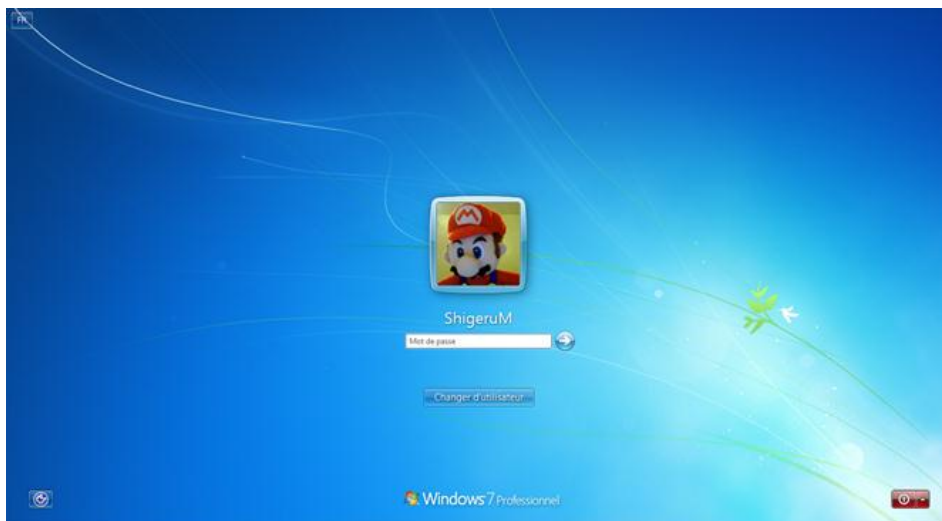 FR
M
ShigeruM
Mot de passe
Changer d'utilisateur
Windows 7 Professionnel